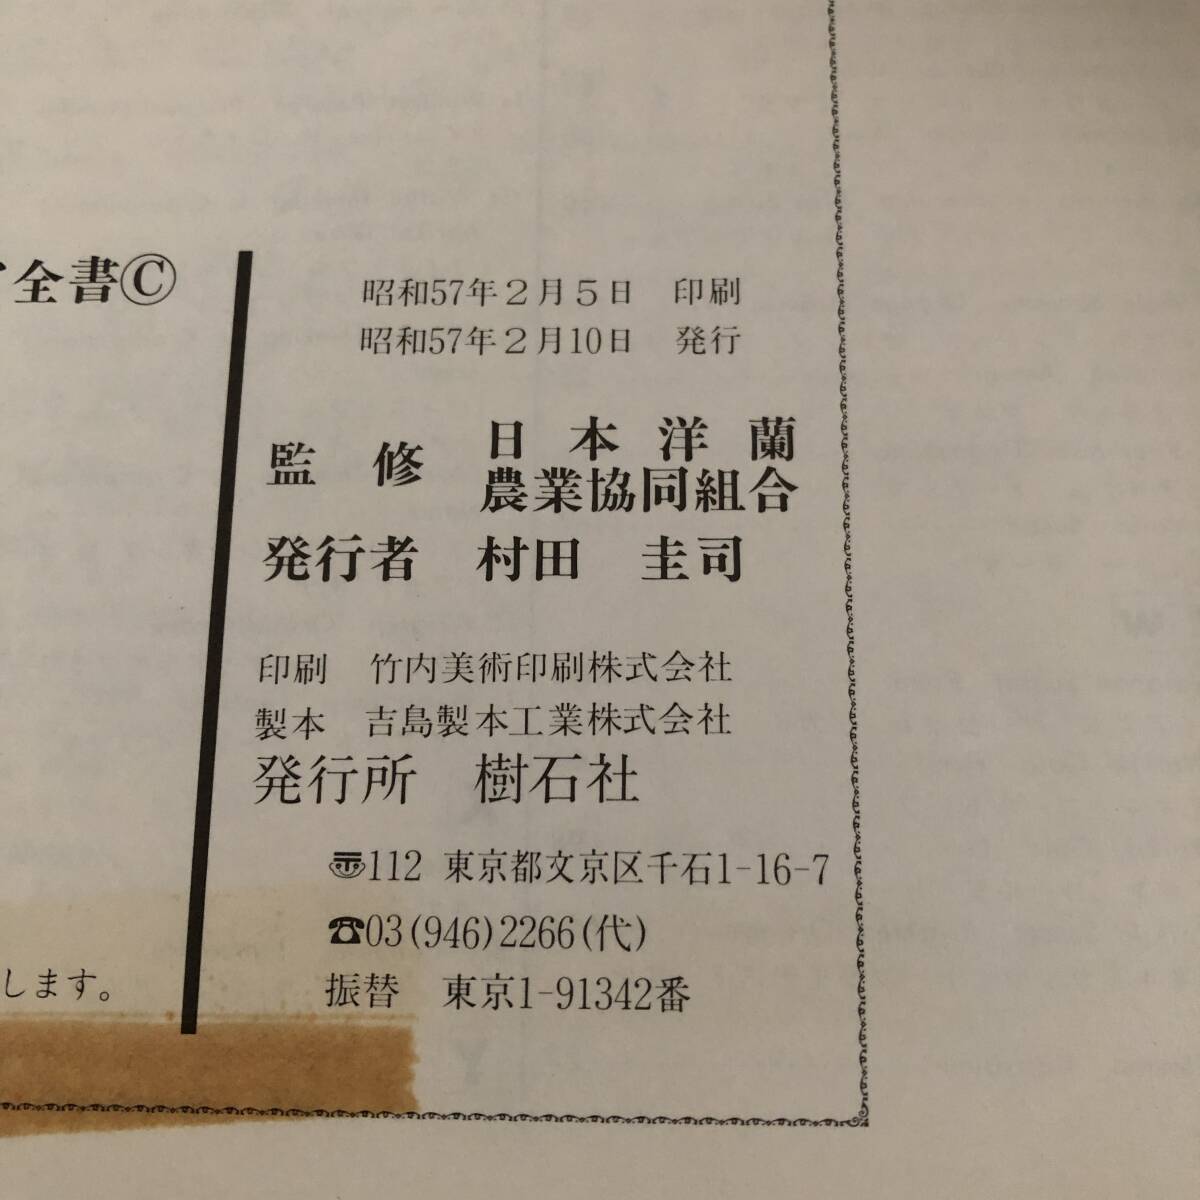 全書Ⓒ
昭和57年2月5日 印刷
昭和57年2月10日 発行
監修 日本洋蘭
農業協同組合
発行者 村田 圭司
印刷 竹内美術印刷株式会社
製本 吉島製本工業株式会社
発行所 樹石社
〠112 東京都文京区千石1-16-7
☎03(946)2266(代)
振替 東京1-91342番
します。